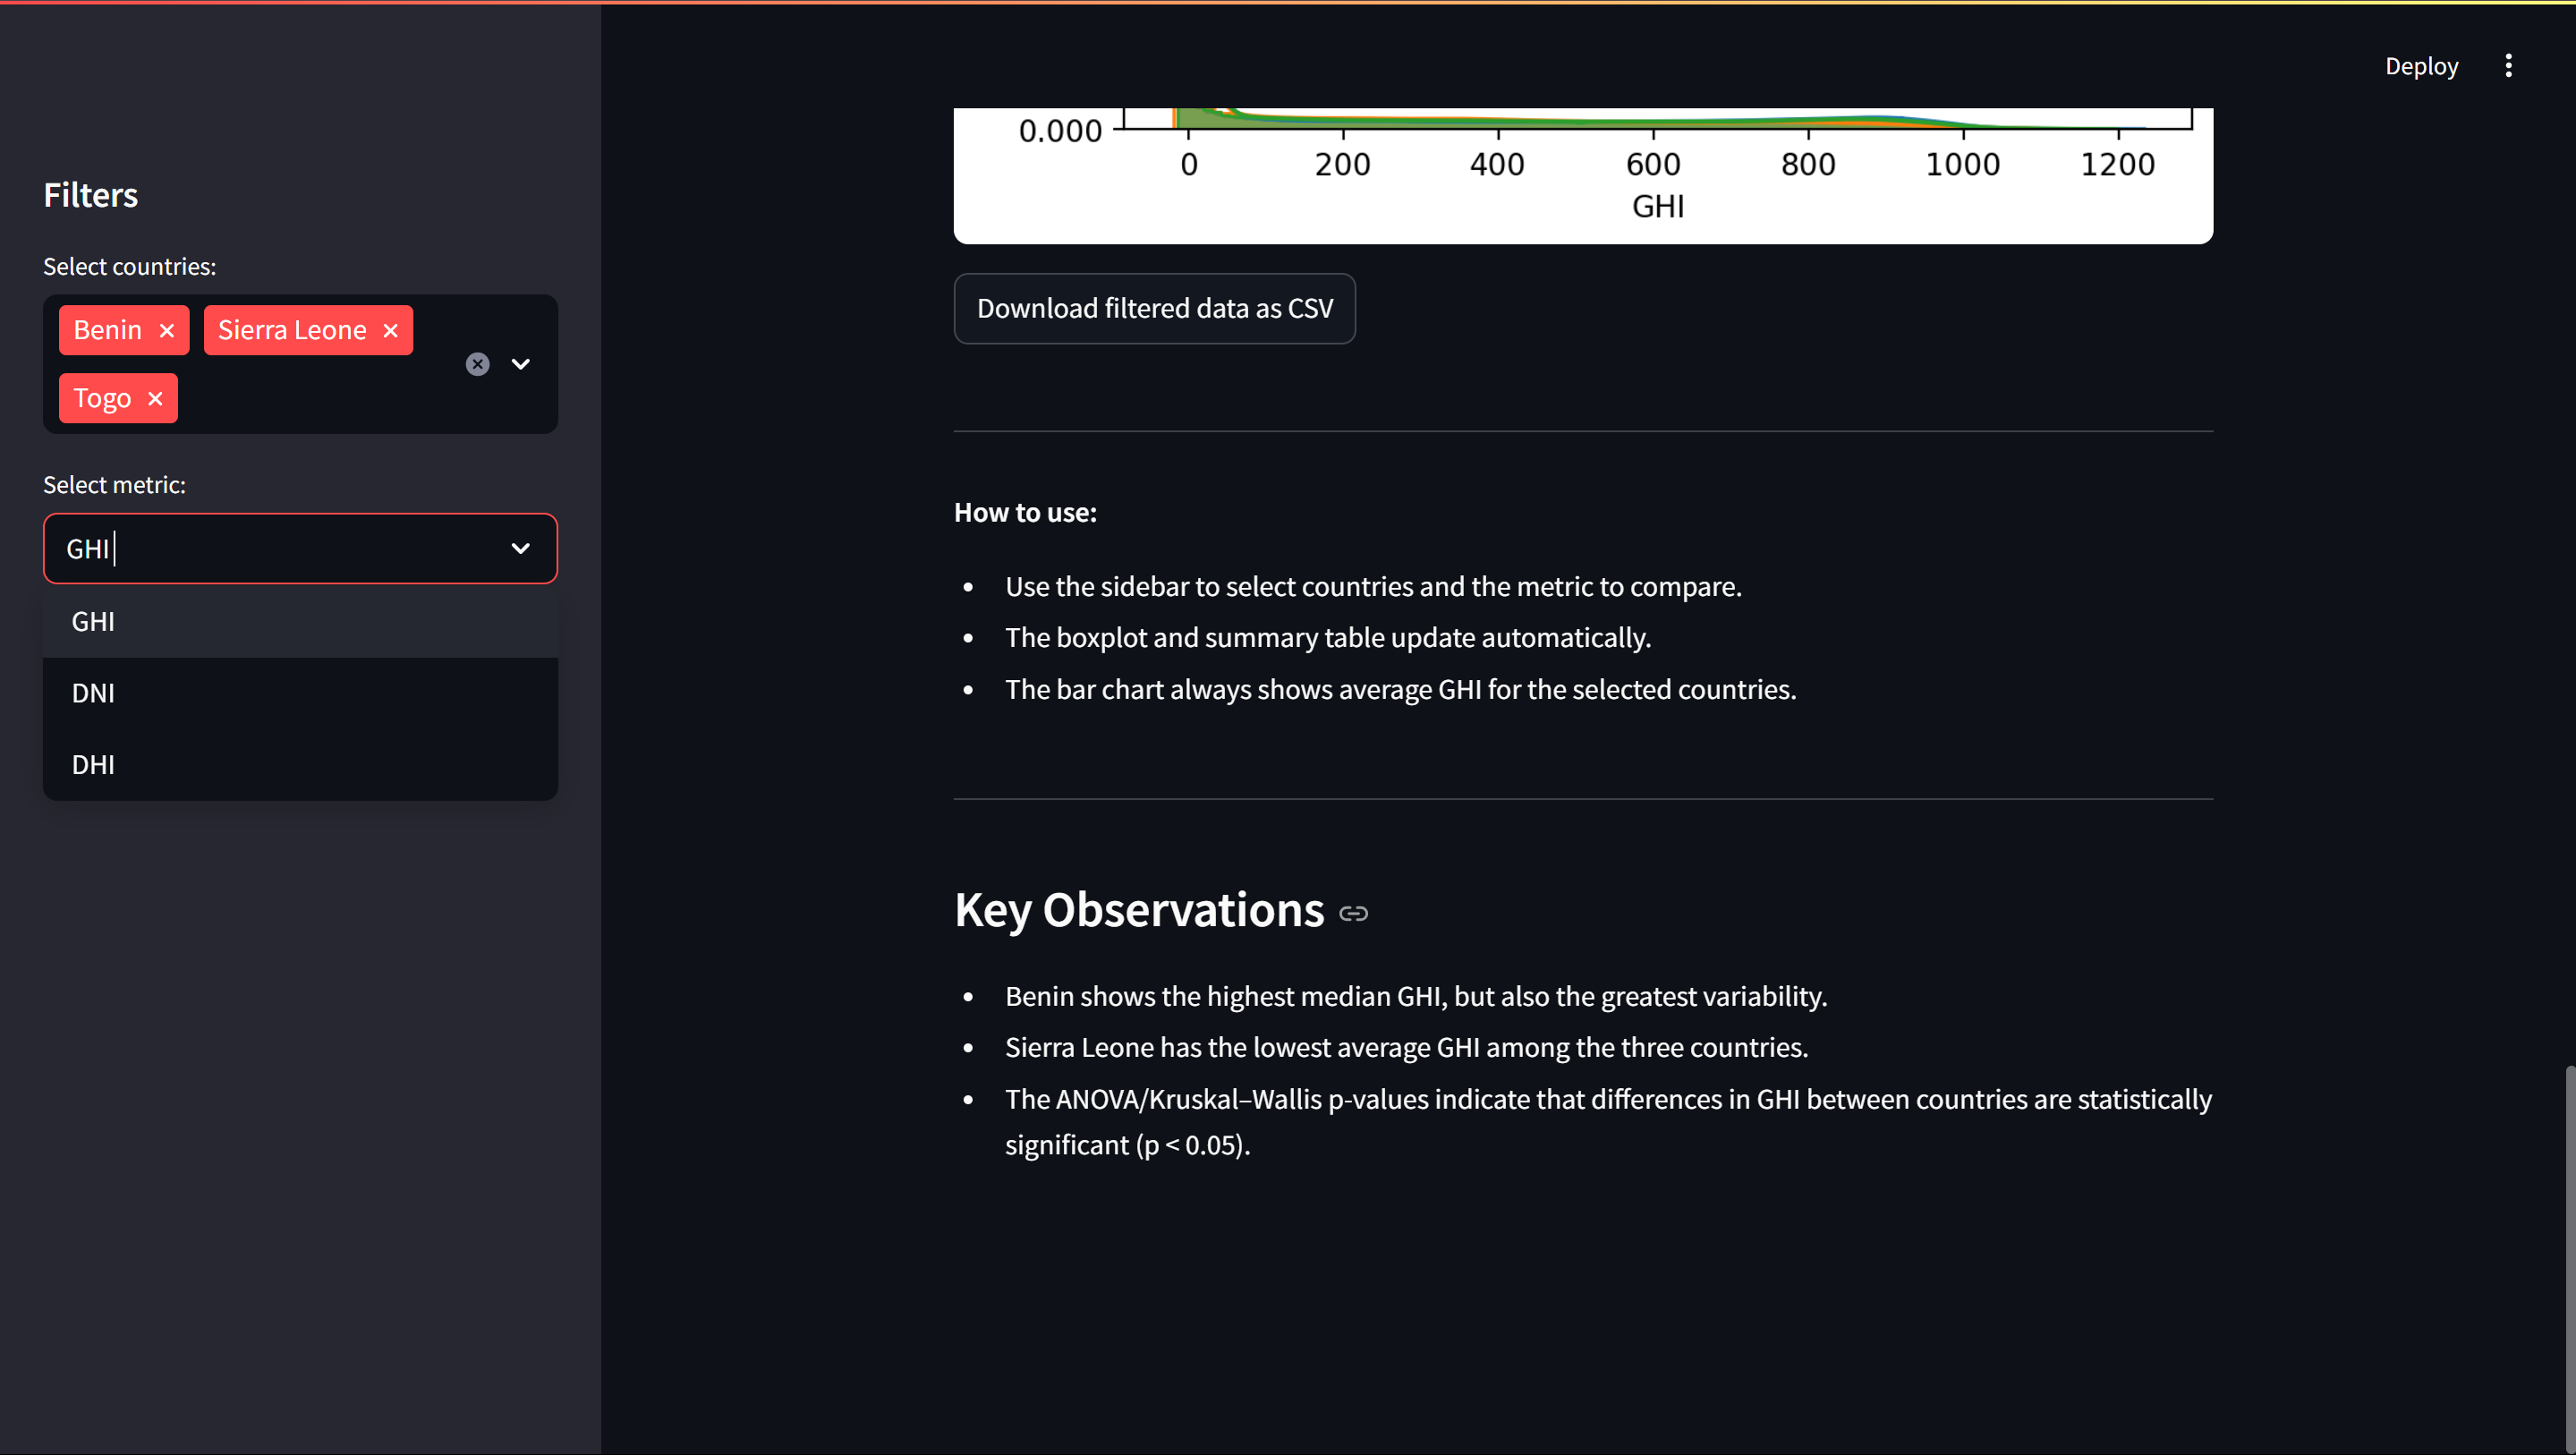 Deploy
Filters
Select countries:
Benin
Sierra Leone
Togo
Select metric:
GHI
GHI
DNI
DHI
0.000
0 200 400 600 800 1000 1200
GHI
Download filtered data as CSV
How to use:
Use the sidebar to select countries and the metric to compare.
The boxplot and summary table update automatically.
The bar chart always shows average GHI for the selected countries.
Key Observations
Benin shows the highest median GHI, but also the greatest variability.
Sierra Leone has the lowest average GHI among the three countries.
The ANOVA/Kruskal–Wallis p-values indicate that differences in GHI between countries are statistically
significant (p < 0.05).